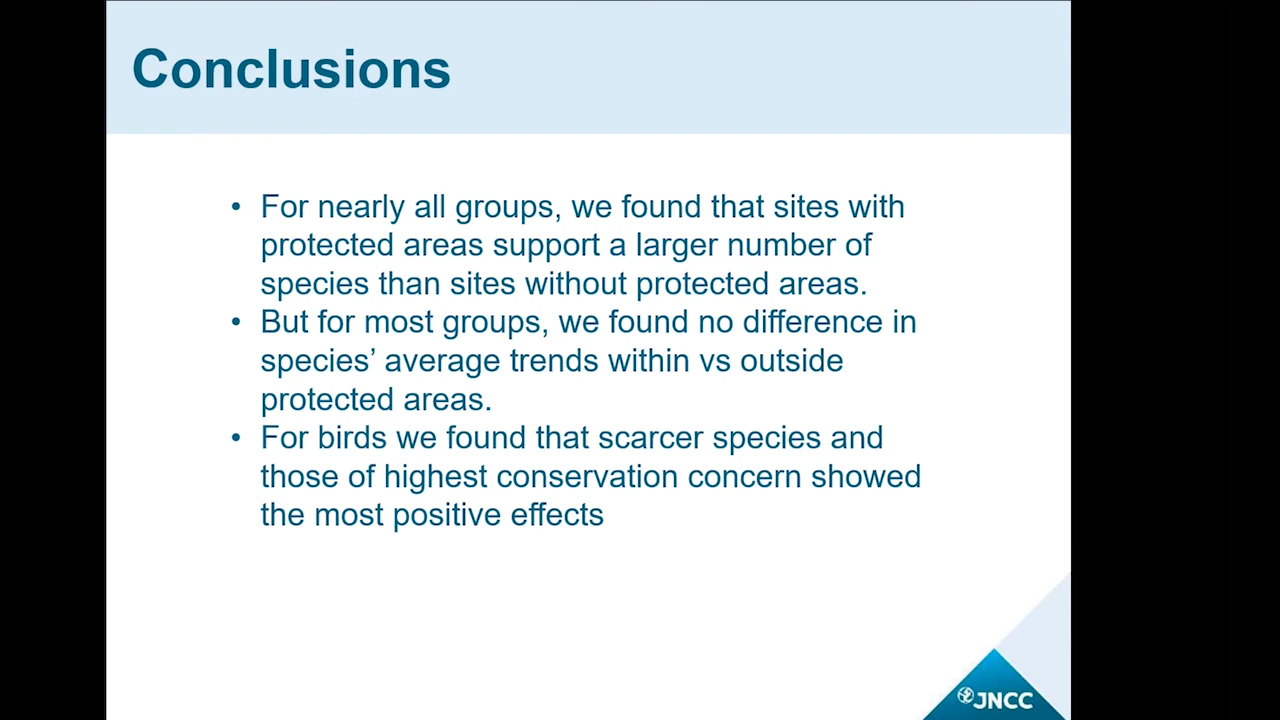 Conclusions
• For nearly all groups, we found that sites with
protected areas support a larger number of
species than sites without protected areas.
• But for most groups, we found no difference in
species’ average trends within vs outside
protected areas.
• For birds we found that scarcer species and
those of highest conservation concern showed
the most positive effects
JNCC